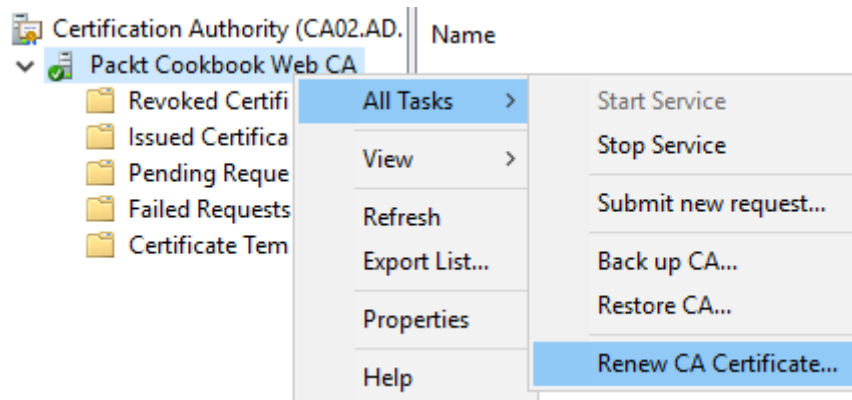 Certification Authority (CA02.AD.
Name
Packt Cookbook Web CA
Revoked Certifi
Issued Certifica
Pending Reque
Failed Requests
Certificate Tem
All Tasks
View
Refresh
Export List...
Properties
Help
Start Service
Stop Service
Submit new request...
Back up CA...
Restore CA...
Renew CA Certificate...